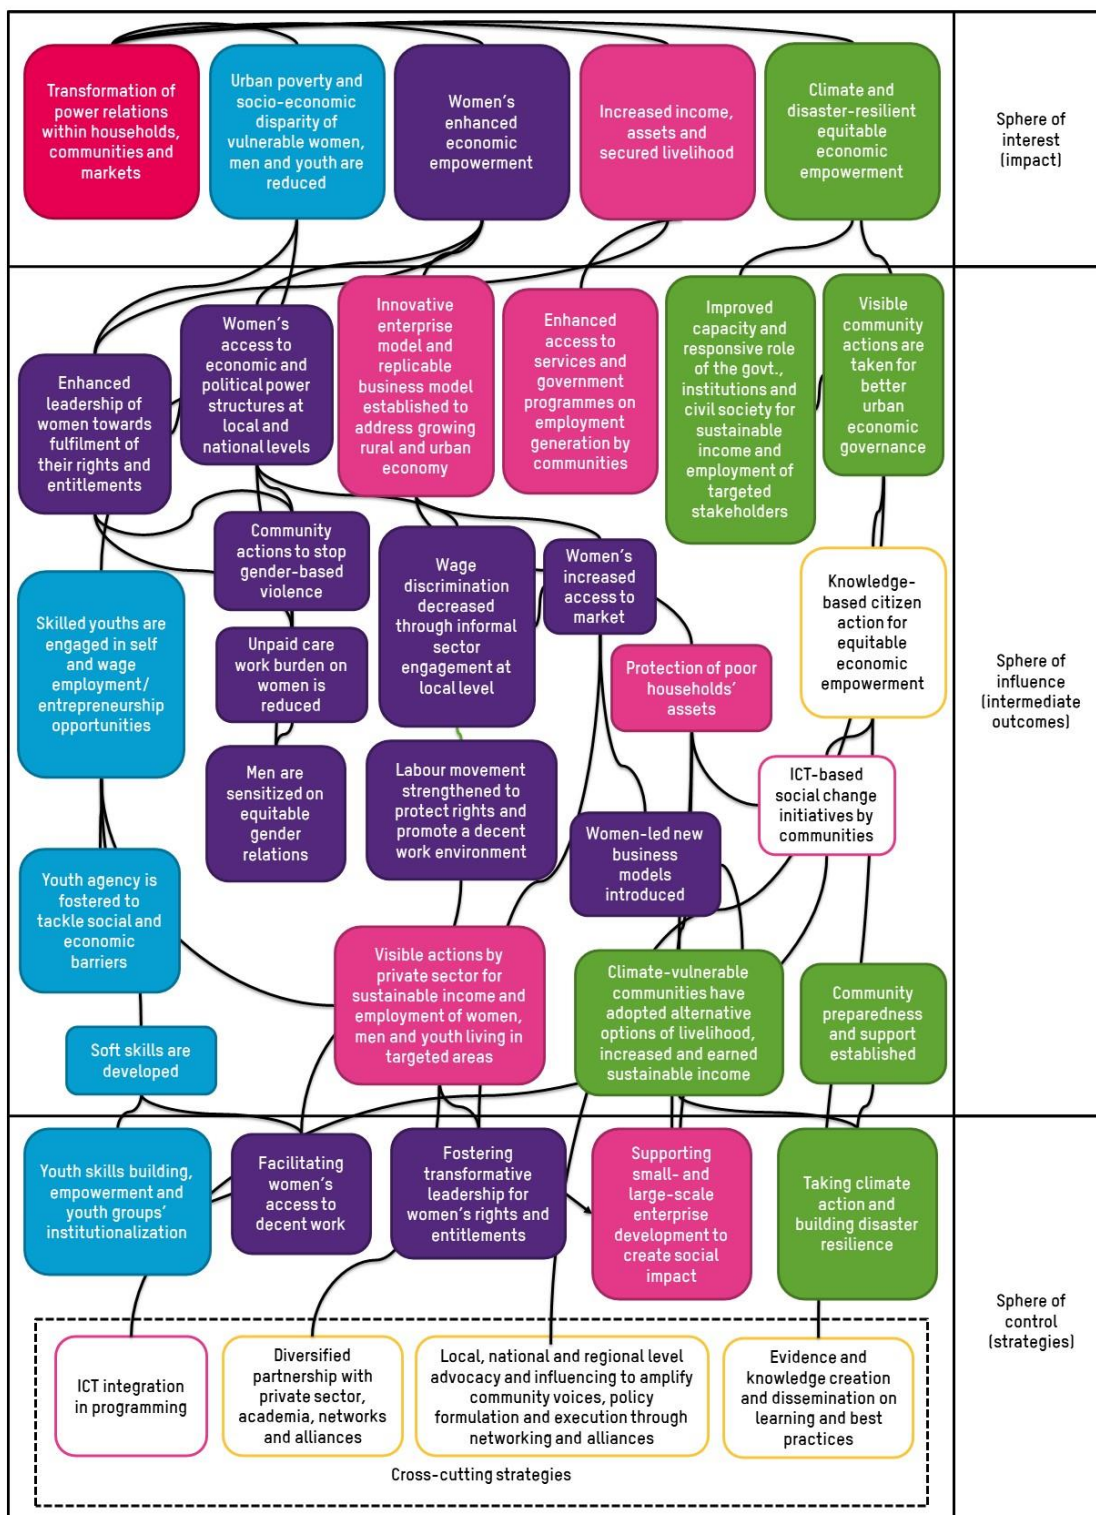 Transformation of
power relations
within households,
communities and
markets
Urban poverty and
socio-economic
disparity of
vulnerable women,
men and youth are
reduced
Women's
enhanced
economic
empowerment
Increased income,
assets and
secured livelihood
Climate and
disaster-resilient
equitable
economic
empowerment
Sphere of
interest
(impact)
Enhanced
leadership of
women towards
fulfilment of
their rights and
entitlements
Women's
access to
economic and
political power
structures at
local and
national levels
Innovative
enterprise
model and
replicable
business model
established to
address growing
rural and urban
economy
Enhanced
access to
services and
government
programmes on
employment
generation by
communities
Improved
capacity and
responsive role
of the govt.,
institutions and
civil society for
sustainable
income and
employment of
targeted
stakeholders
Visible
community
actions are
taken for
better
urban
economic
governance
Community
actions to stop
gender-based
violence
Wage
discrimination
decreased
through informal
sector
engagement at
local level
Women's
increased
access to
market
Knowledge-
based citizen
action for
equitable
economic
empowerment
Skilled youths are
engaged in self
and wage
employment/
entrepreneurship
opportunities
Unpaid care
work burden on
women is
reduced
Protection of poor
households'
assets
Sphere of
influence
(intermediate
outcomes)
Men are
sensitized on
equitable
gender
relations
Labour movement
strengthened to
protect rights and
promote a decent
work environment
ICT-based
social change
initiatives by
communities
Women-led new
business
models
introduced
Youth agency is
fostered to
tackle social and
economic
barriers
Visible actions by
private sector for
sustainable income and
employment of women,
men and youth living in
targeted areas
Climate-vulnerable
communities have
adopted alternative
options of livelihood,
increased and earned
sustainable income
Community
preparedness
and support
established
Soft skills are
developed
Youth skills building,
empowerment and
youth groups'
institutionalization
Facilitating
women's
access to
decent work
Fostering
transformative
leadership for
women's rights and
entitlements
Supporting
small- and
large-scale
enterprise
development to
create social
impact
Taking climate
action and
building disaster
resilience
Sphere of
control
(strategies)
ICT integration
in programming
Diversified
partnership with
private sector,
academia, networks
and alliances
Local, national and regional level
advocacy and influencing to amplify
community voices, policy
formulation and execution through
networking and alliances
Evidence and
knowledge creation
and dissemination on
learning and best
practices
Cross-cutting strategies